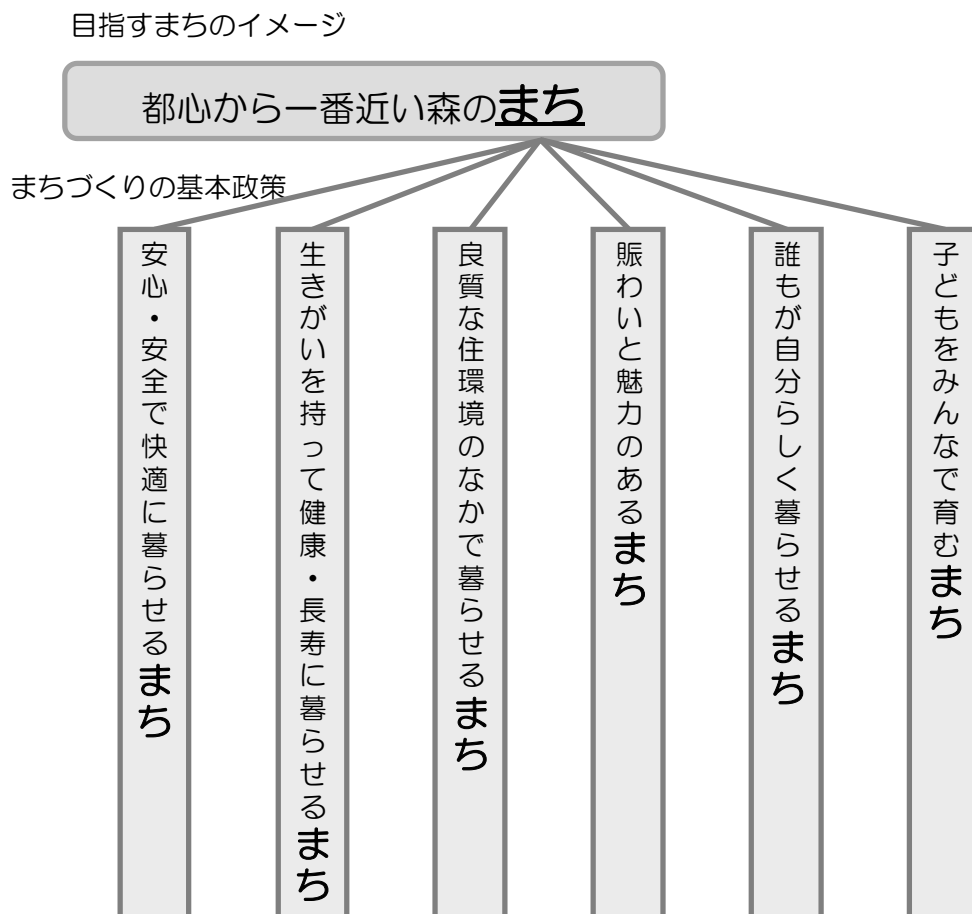 目指すまちのイメージ
都心から一番近い森のまち
まちづくりの基本政策
安心・安全で快適に暮らせるまち
生きがいを持って健康・長寿に暮らせるまち
良質な住環境のなかで暮らせるまち
賑わいと魅力のあるまち
誰もが自分らしく暮らせるまち
子どもをみんなで育むまち